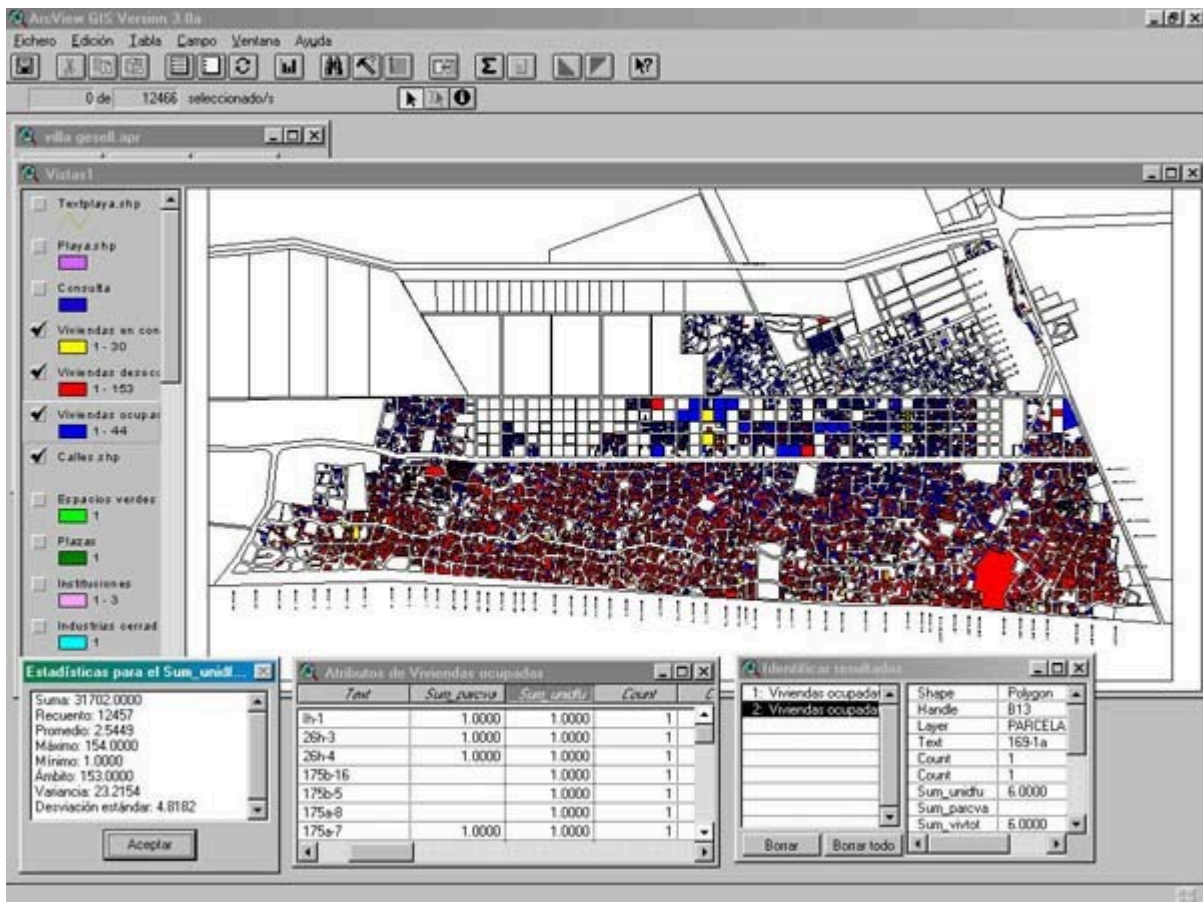 ArcView GIS Version 3.0a
Fichero Edición Tabla Campo Ventana Ayuda
0 de 12466 seleccionado/s
villa gesell.apr
Vistas1
Textplaya.shp
Playa.shp
Consulta
Viviendas en con
1 - 30
Viviendas desoc
1 - 153
Viviendas ocupa
1 - 44
Calles.shp
Espacios verdes
1
Plazas
1
Instituciones
1 - 3
Industrias cerrad
1
Estadísticas para el Sum_unidf...
Suma: 31702.0000
Recuento: 12457
Promedio: 2.5449
Máximo: 154.0000
Mínimo: 1.0000
Ámbito: 153.0000
Variancia: 23.2154
Desviación estándar: 4.8182
Aceptar
Atributos de Viviendas ocupadas
Text Sum_parcva Sum_unidfu Count
lh-1 1.0000 1.0000 1
26h-3 1.0000 1.0000 1
26h-4 1.0000 1.0000 1
175b-16 1.0000 1
175b-5 1.0000 1
175a-8 1.0000 1
175a-7 1.0000 1.0000 1
Identificar resultados
1: Viviendas ocupada
2: Viviendas ocupada
Shape Polygon
Handle B13
Layer PARCELA
Text 169-1a
Count 1
Count 1
Sum_unidfu 6.0000
Sum_parcva
Sum_vivtot 6.0000
Borrar Borrar todo